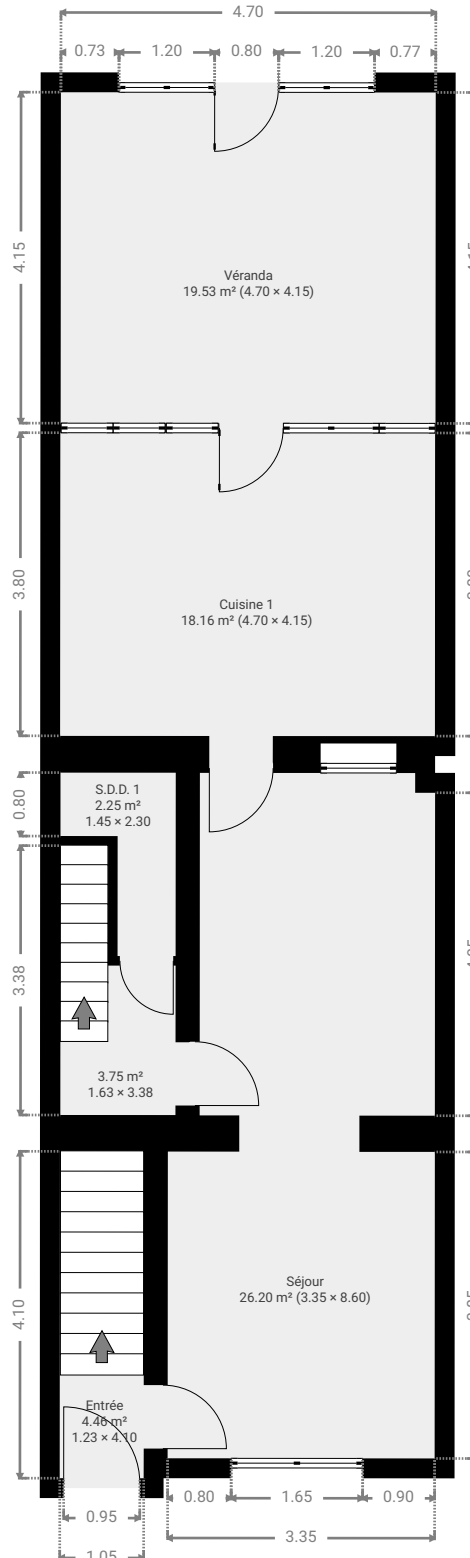 4.70
0.73 1.20 0.80 1.20 0.77
4.15
Véranda
19.53 m² (4.70 × 4.15)
3.80
Cuisine 1
18.16 m² (4.70 × 4.15)
0.80
S.D.D. 1
2.25 m²
1.45 × 2.30
3.38
3.75 m²
1.63 × 3.38
4.10
Séjour
26.20 m² (3.35 × 8.60)
Entrée
4.46 m²
1.23 × 4.10
0.80 1.65 0.90
0.95
3.35
1.05